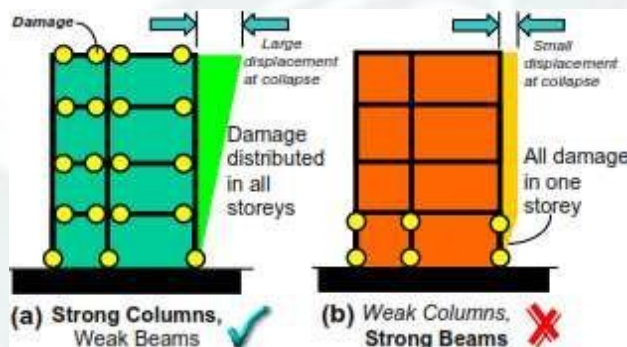 Damage
Large
displacement
at collapse
Damage
distributed
in all
storeys
(a) Strong Columns,
Weak Beams
Small
displacement
at collapse
All damage
in one
storey
(b) Weak Columns,
Strong Beams